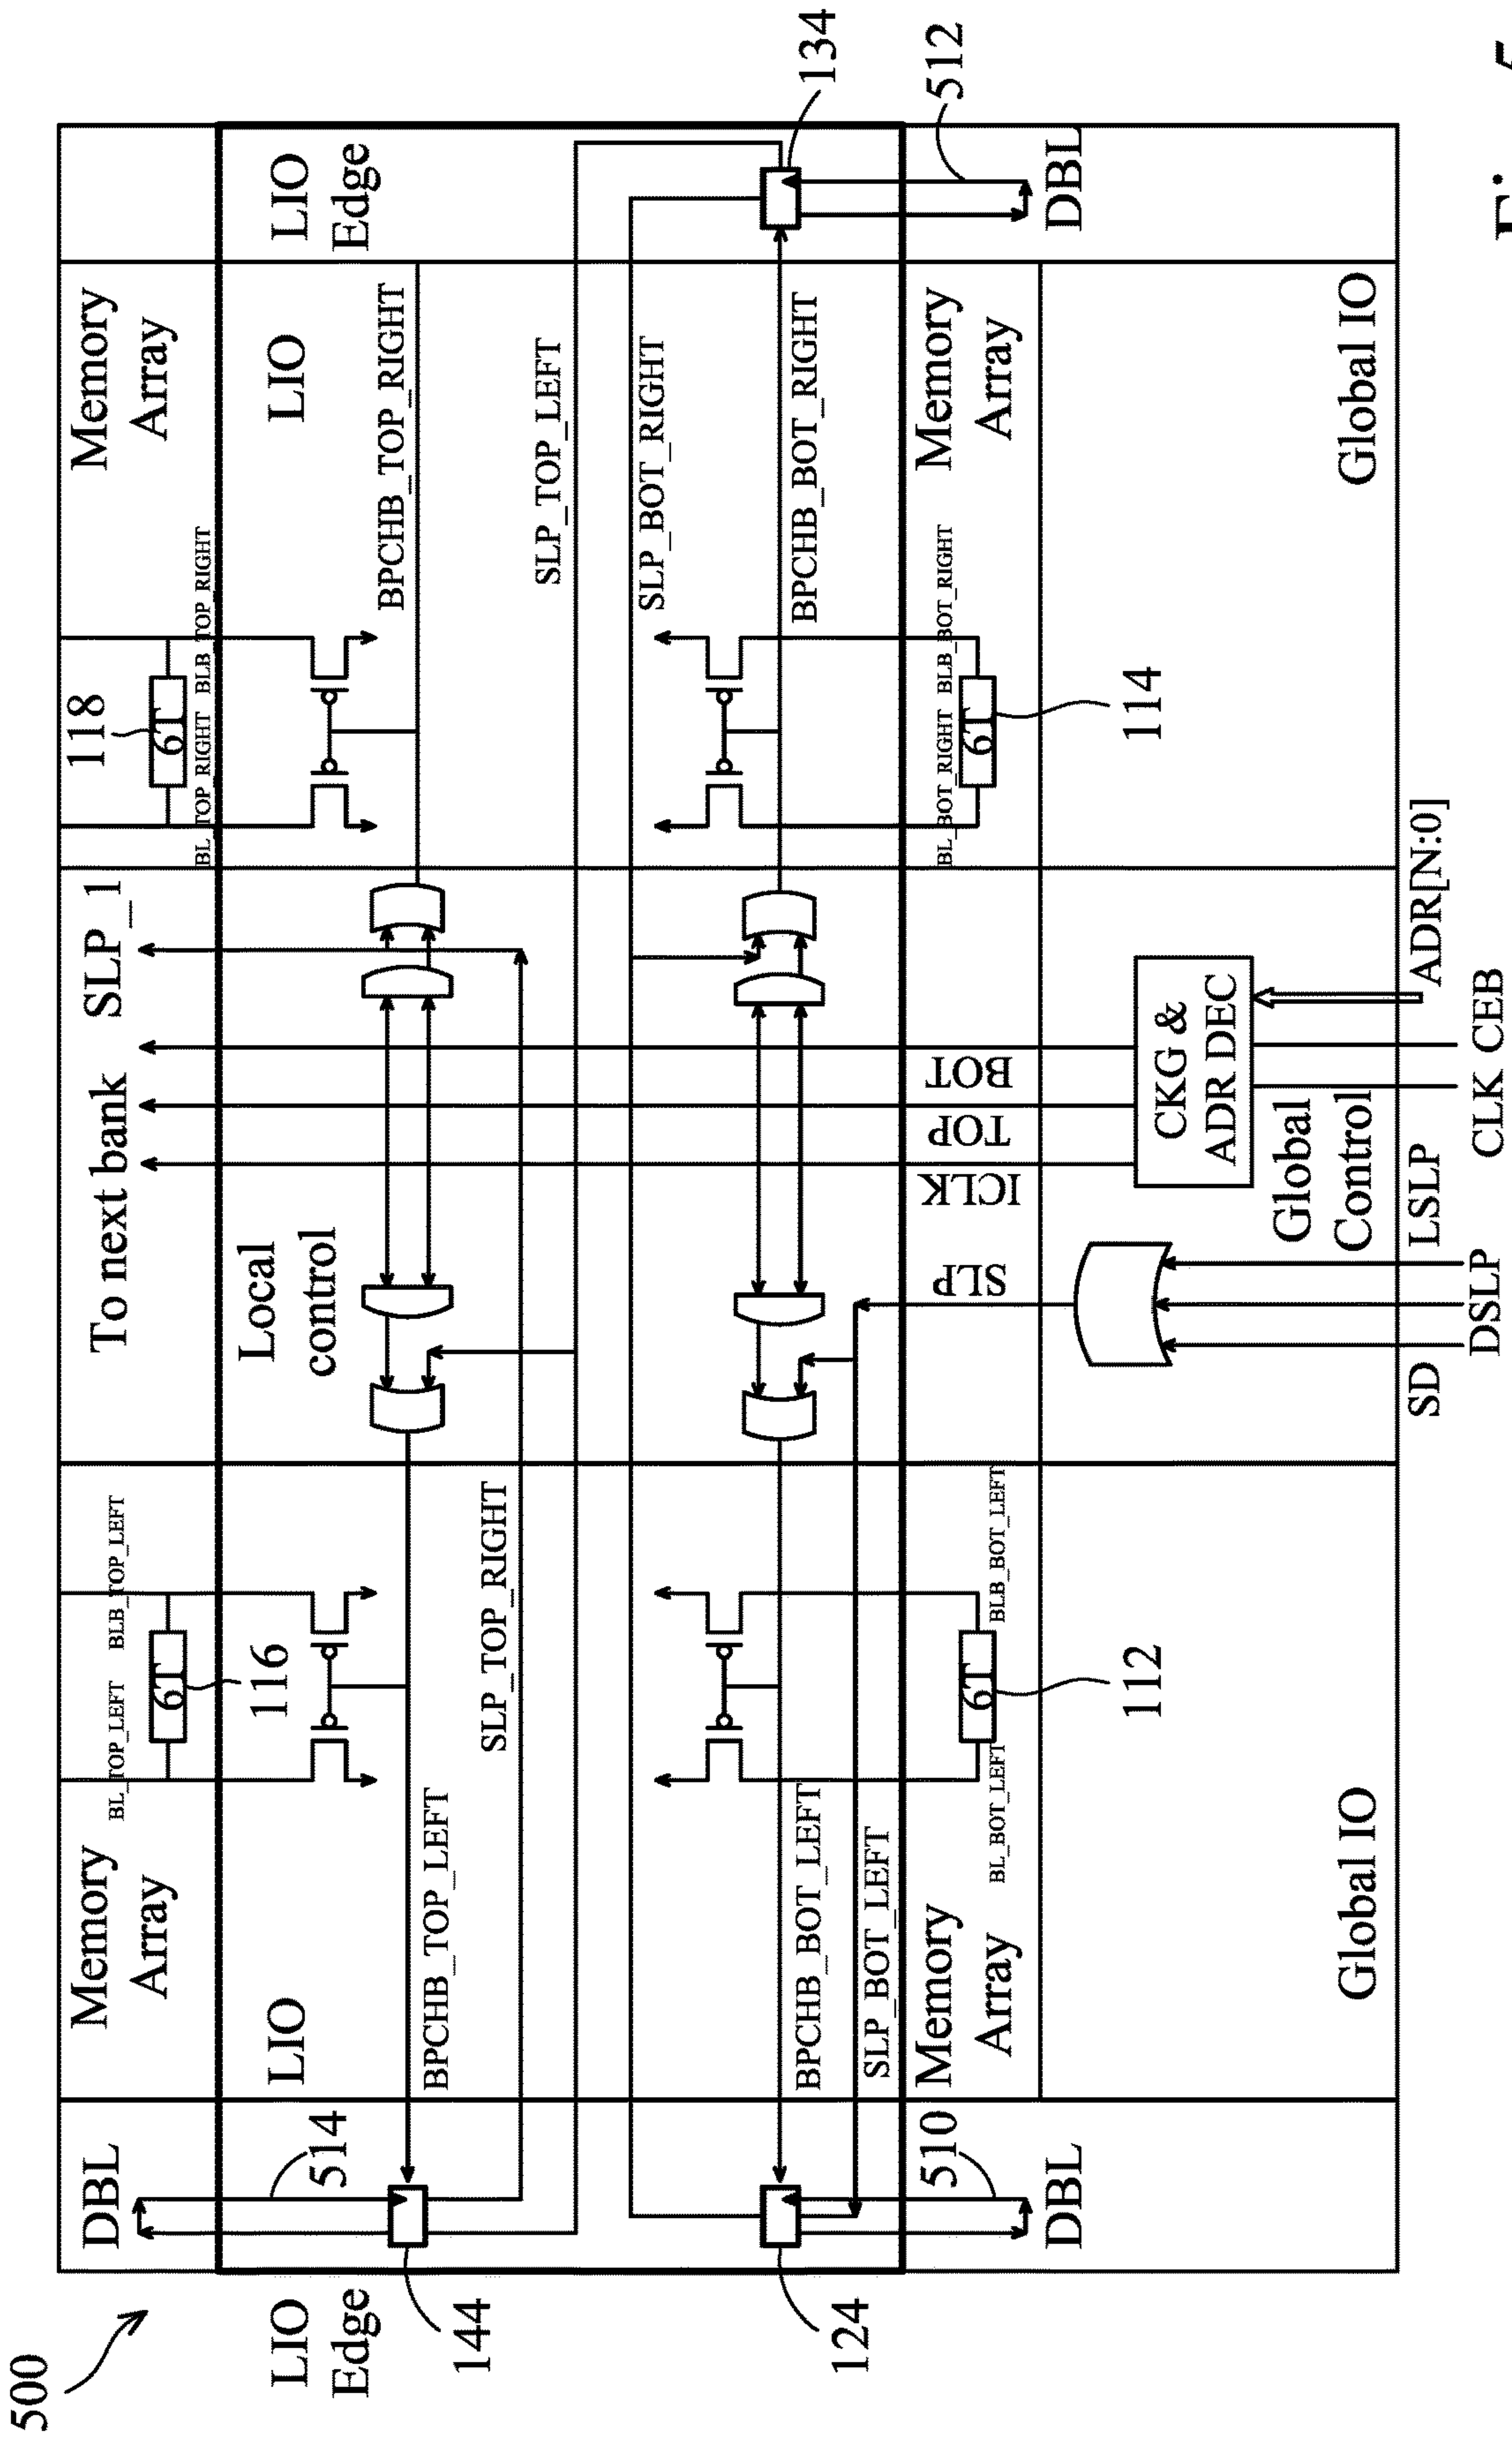 500
DBL
Memory
Array
BL_TOP_LEFT
BLB_TOP_LEFT
6T
116
To next bank
SLP_1
118
6T
BL_TOP_RIGHT
BLB_TOP_RIGHT
Memory
Array
LIO
Edge
514
LIO
Local
control
LIO
LIO
Edge
144
BPCHB_TOP_LEFT
BPCHB_TOP_RIGHT
SLP_TOP_RIGHT
SLP_TOP_LEFT
SLP_BOT_RIGHT
124
BPCHB_BOT_LEFT
BPCHB_BOT_RIGHT
134
SLP_BOT_LEFT
510
Memory
Array
BL_BOT_LEFT
BLB_BOT_LEFT
6T
SLP
ICLK
TOP
BOT
BL_BOT_RIGHT
BLB_BOT_RIGHT
6T
Memory
Array
512
DBL
112
114
DBL
CKG &
ADR DEC
Global
Control
Global IO
Global IO
SD
DSLP
LSLP
CLK
CEB
ADR[N:0]